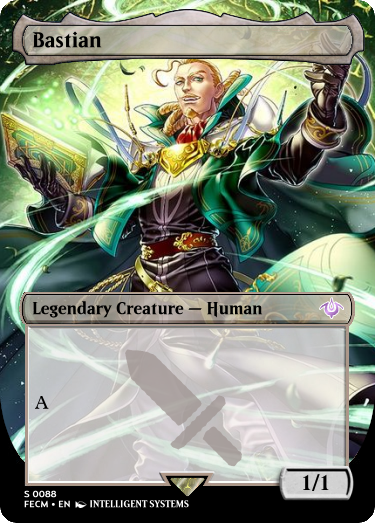 Bastian
Legendary Creature — Human
A
1/1
S 0088
FECM • EN INTELLIGENT SYSTEMS